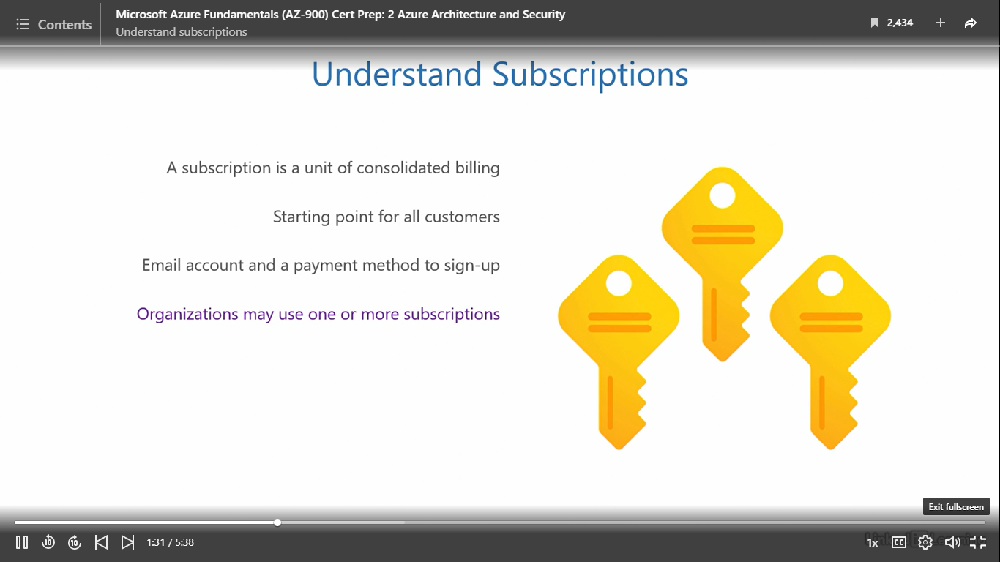 Contents
Microsoft Azure Fundamentals (AZ-900) Cert Prep: 2 Azure Architecture and Security
Understand subscriptions
2,434
Understand Subscriptions
A subscription is a unit of consolidated billing
Starting point for all customers
Email account and a payment method to sign-up
Organizations may use one or more subscriptions
Exit fullscreen
10
10
1:31 / 5:38
1x
CC